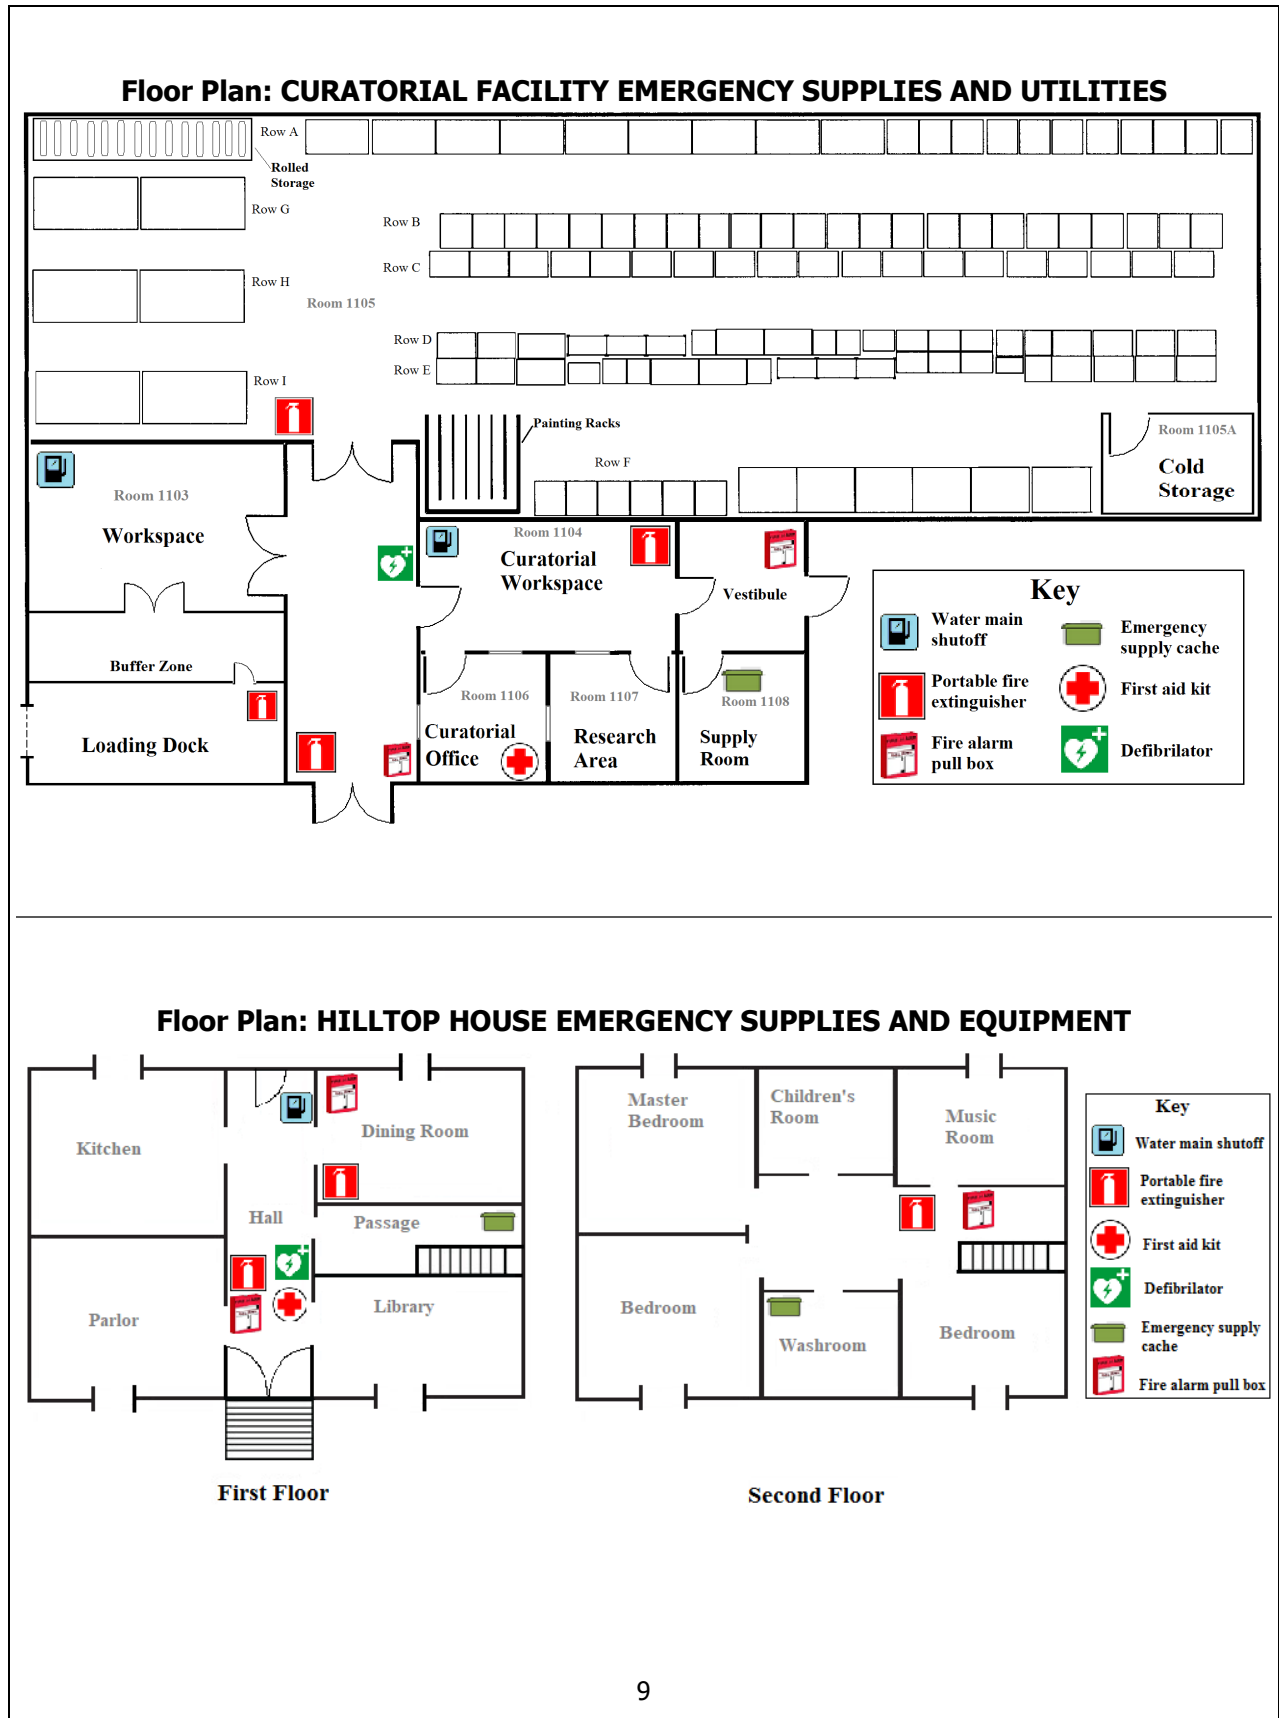 Floor Plan: CURATORIAL FACILITY EMERGENCY SUPPLIES AND UTILITIES
Row A
Rolled
Storage
Row G
Row B
Row C
Row H
Room 1105
Row D
Row E
Row I
Painting Racks
Room 1105A
Cold
Storage
Row F
Room 1103
Workspace
Room 1104
Curatorial
Workspace
Vestibule
Buffer Zone
Loading Dock
Room 1106
Curatorial
Office
Room 1107
Research
Area
Room 1108
Supply
Room
Key
Water main
shutoff
Emergency
supply cache
Portable fire
extinguisher
First aid kit
Fire alarm
pull box
Defibrilator
Floor Plan: HILLTOP HOUSE EMERGENCY SUPPLIES AND EQUIPMENT
Kitchen
Dining Room
Hall
Passage
Parlor
Library
First Floor
Master
Bedroom
Children's
Room
Music
Room
Bedroom
Washroom
Bedroom
Second Floor
Key
Water main shutoff
Portable fire
extinguisher
First aid kit
Defibrilator
Emergency supply
cache
Fire alarm pull box
9